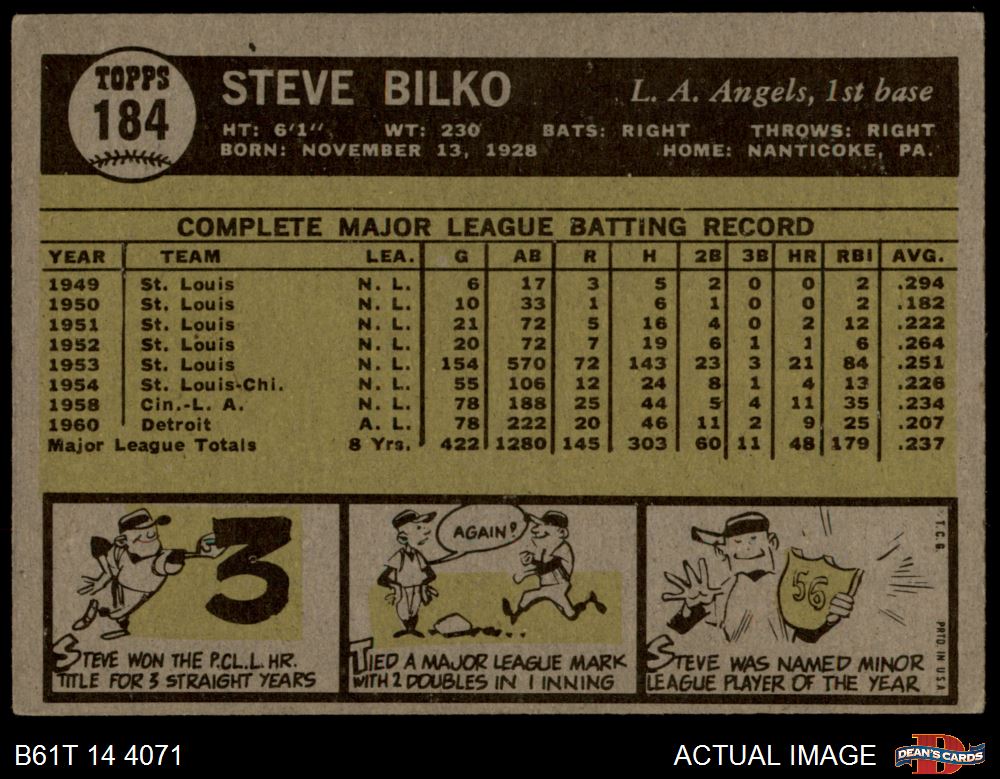 TOPPS
184
STEVE BILKO
L. A. Angels, 1st base
HT: 6'1" WT: 230 BATS: RIGHT THROWS: RIGHT
BORN: NOVEMBER 13, 1928 HOME: NANTICOKE, PA.
COMPLETE MAJOR LEAGUE BATTING RECORD
YEAR TEAM LEA. G AB R H 2B 3B HR RBI AVG.
1949 St. Louis N. L. 6 17 3 5 2 0 0 2 .294
1950 St. Louis N. L. 10 33 1 6 1 0 0 2 .182
1951 St. Louis N. L. 21 72 5 16 4 0 2 12 .222
1952 St. Louis N. L. 20 72 7 19 6 1 1 6 .264
1953 St. Louis N. L. 154 570 72 143 23 3 21 84 .251
1954 St. Louis-Chi. N. L. 55 106 12 24 8 1 4 13 .226
1958 Cin.-L. A. N. L. 78 188 25 44 5 4 11 35 .234
1960 Detroit A. L. 78 222 20 46 11 2 9 25 .207
Major League Totals 8 Yrs. 422 1280 145 303 60 11 48 179 .237
3
STEVE WON THE P.C.L. H.R.
TITLE FOR 3 STRAIGHT YEARS
AGAIN?
TIED A MAJOR LEAGUE MARK
WITH 2 DOUBLES IN 1 INNING
56
STEVE WAS NAMED MINOR
LEAGUE PLAYER OF THE YEAR
T. C. G.
PRTD IN U S A
B61T 14 4071
ACTUAL IMAGE
D
DEAN'S CARDS